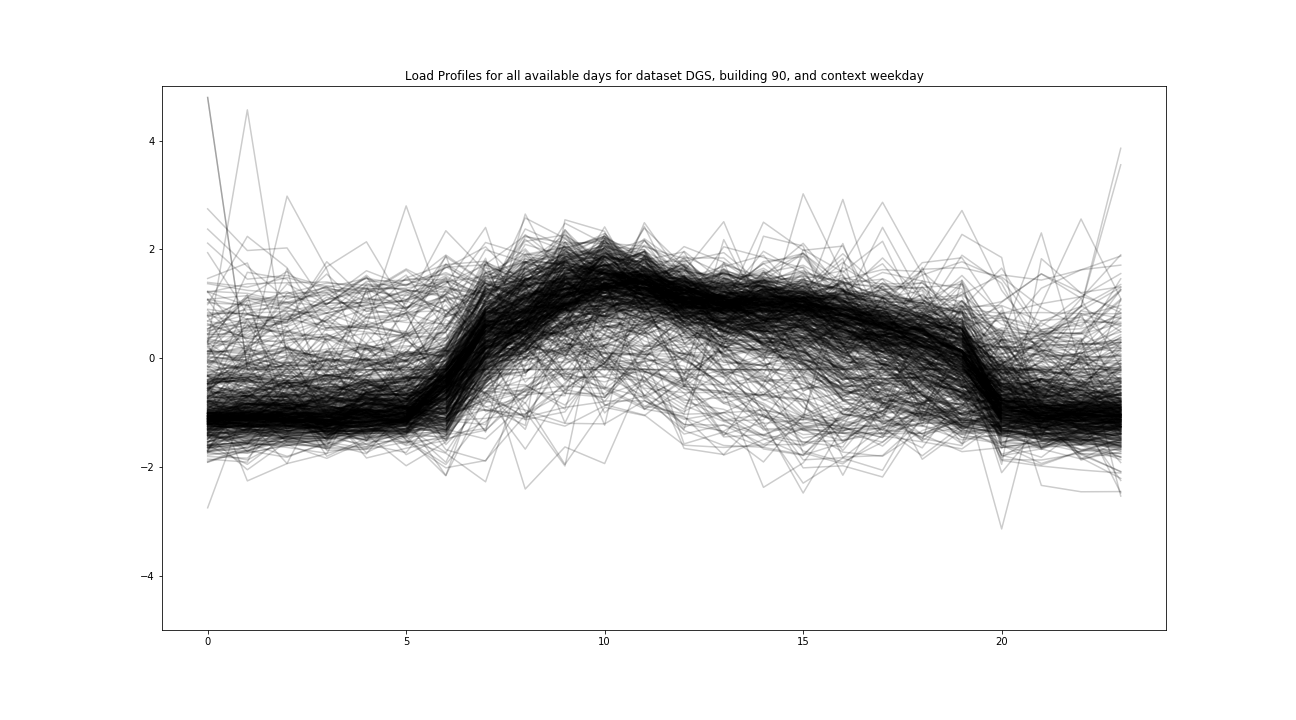 Load Profiles for all available days for dataset DGS, building 90, and context weekday
4
2
0
−2
−4
0 5 10 15 20